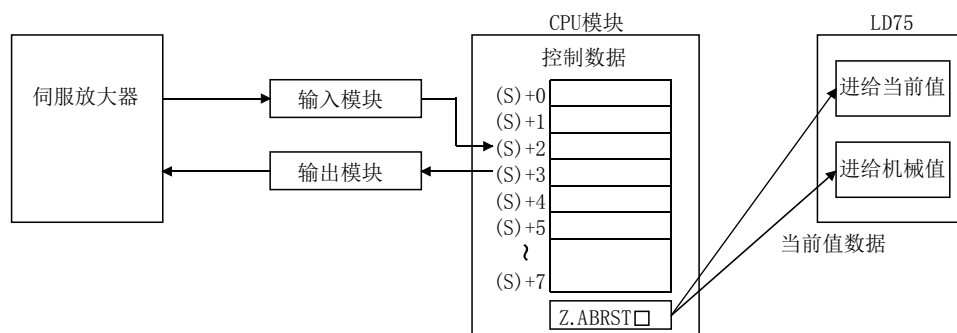 CPU模块
LD75
控制数据
伺服放大器
输入模块
输出模块
(S)+0
(S)+1
(S)+2
(S)+3
(S)+4
(S)+5
~
(S)+7
Z.ABRST□
进给当前值
进给机械值
当前值数据